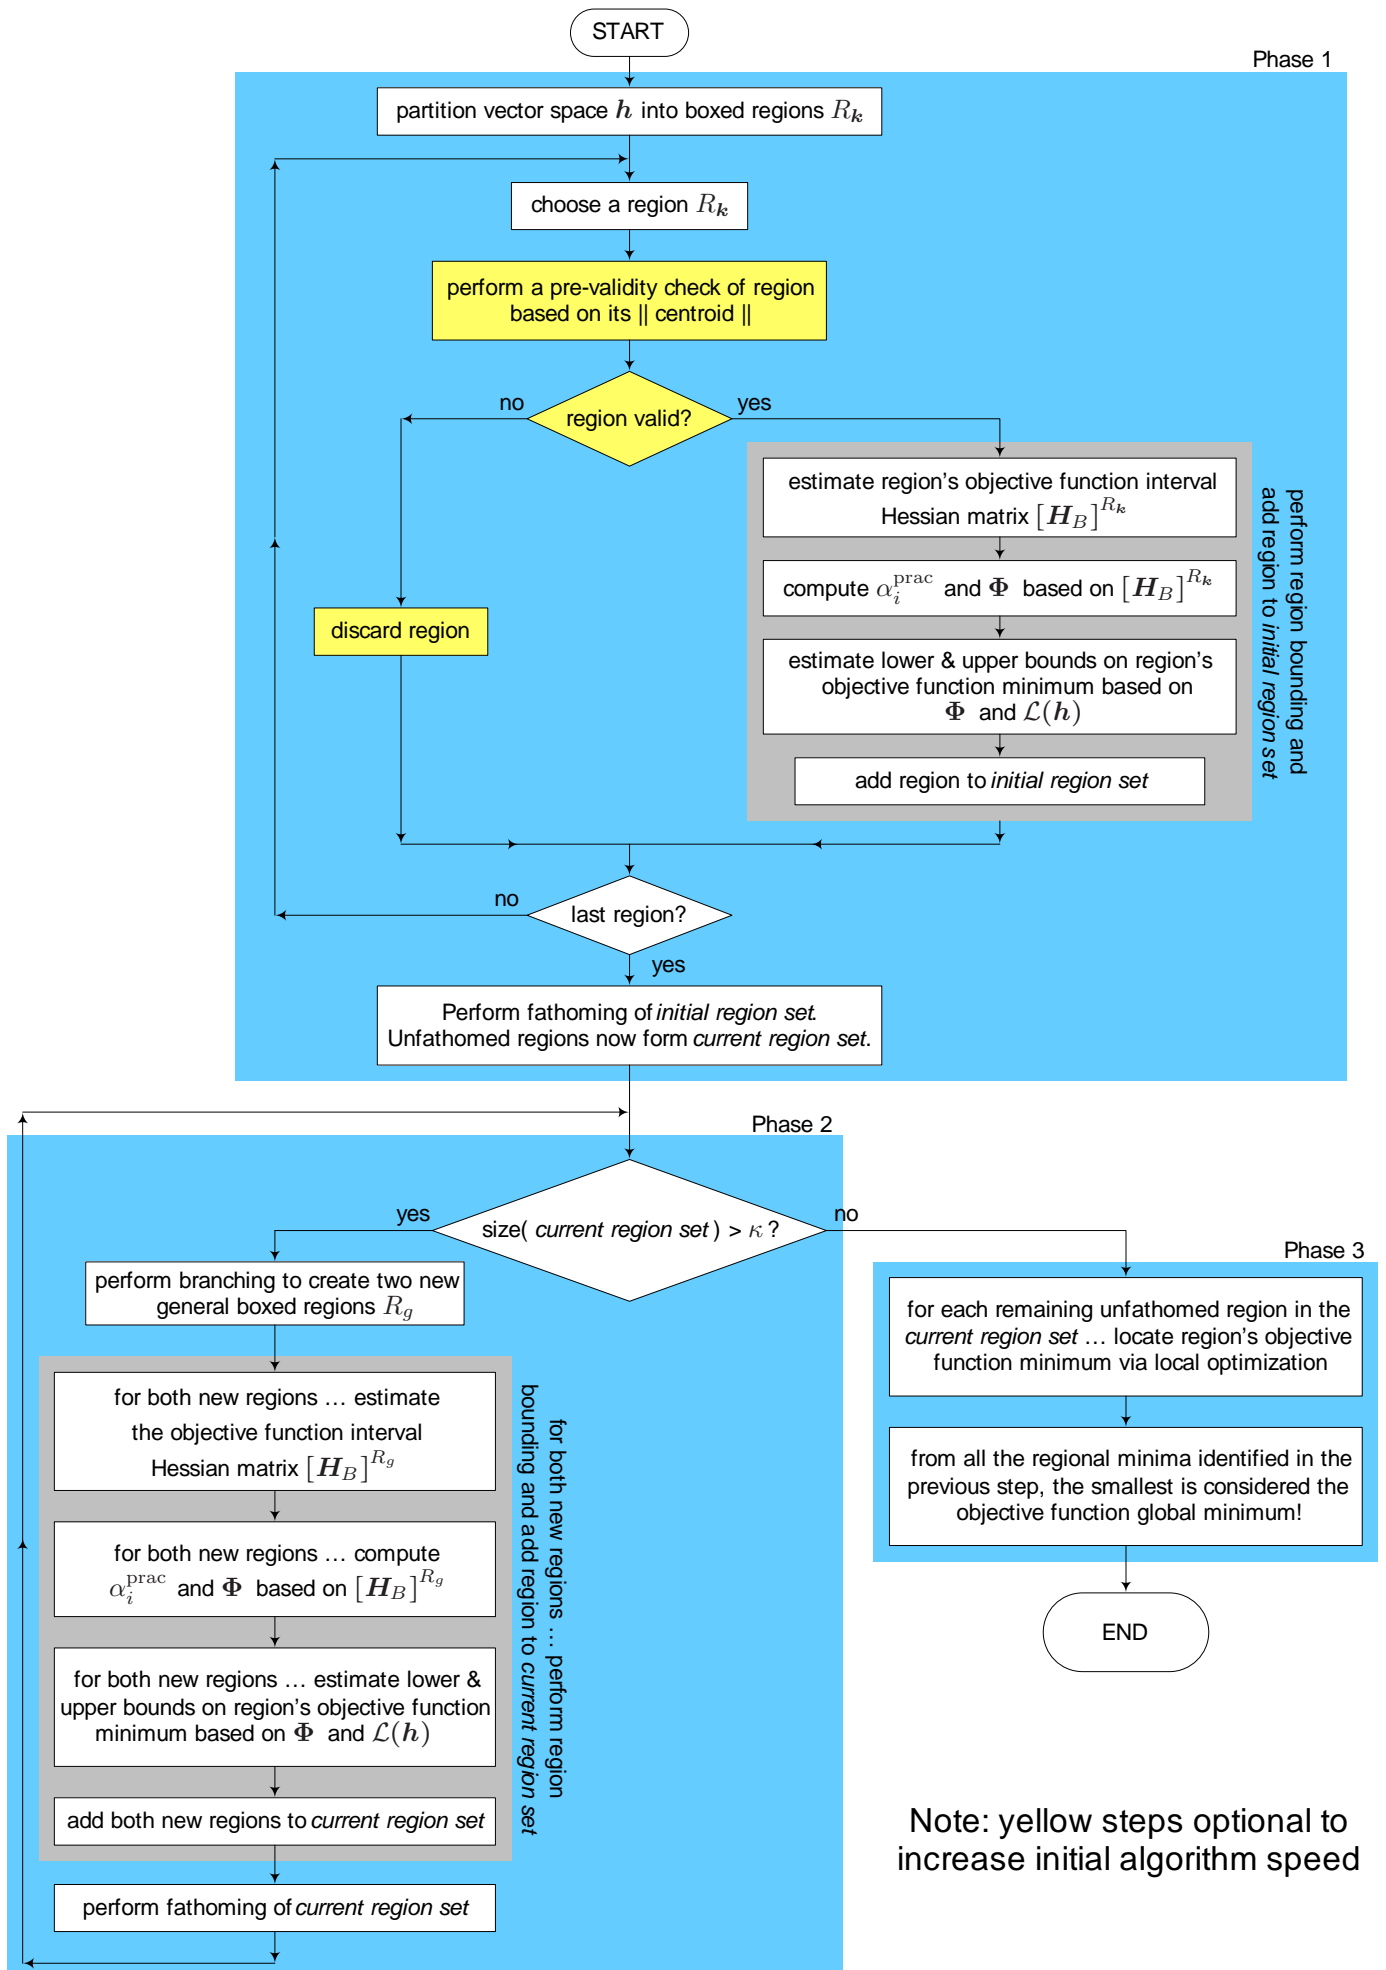 START
Phase 1
partition vector space h into boxed regions R_k
choose a region R_k
perform a pre-validity check of region
based on its || centroid ||
no
region valid?
yes
estimate region's objective function interval
Hessian matrix [H_B]^{R_k}
compute α_i^prac and Φ based on [H_B]^{R_k}
discard region
estimate lower & upper bounds on region's
objective function minimum based on
Φ and ℒ(h)
add region to initial region set
perform region bounding and
add region to initial region set
no
last region?
yes
Perform fathoming of initial region set.
Unfathomed regions now form current region set.
Phase 2
yes
size( current region set ) > κ ?
no
perform branching to create two new
general boxed regions R_g
for both new regions … estimate
the objective function interval
Hessian matrix [H_B]^{R_g}
for both new regions … compute
α_i^prac and Φ based on [H_B]^{R_g}
for both new regions … estimate lower &
upper bounds on region's objective function
minimum based on Φ and ℒ(h)
add both new regions to current region set
for both new regions … perform region
bounding and add region to current region set
perform fathoming of current region set
Phase 3
for each remaining unfathomed region in the
current region set … locate region's objective
function minimum via local optimization
from all the regional minima identified in the
previous step, the smallest is considered the
objective function global minimum!
END
Note: yellow steps optional to
increase initial algorithm speed